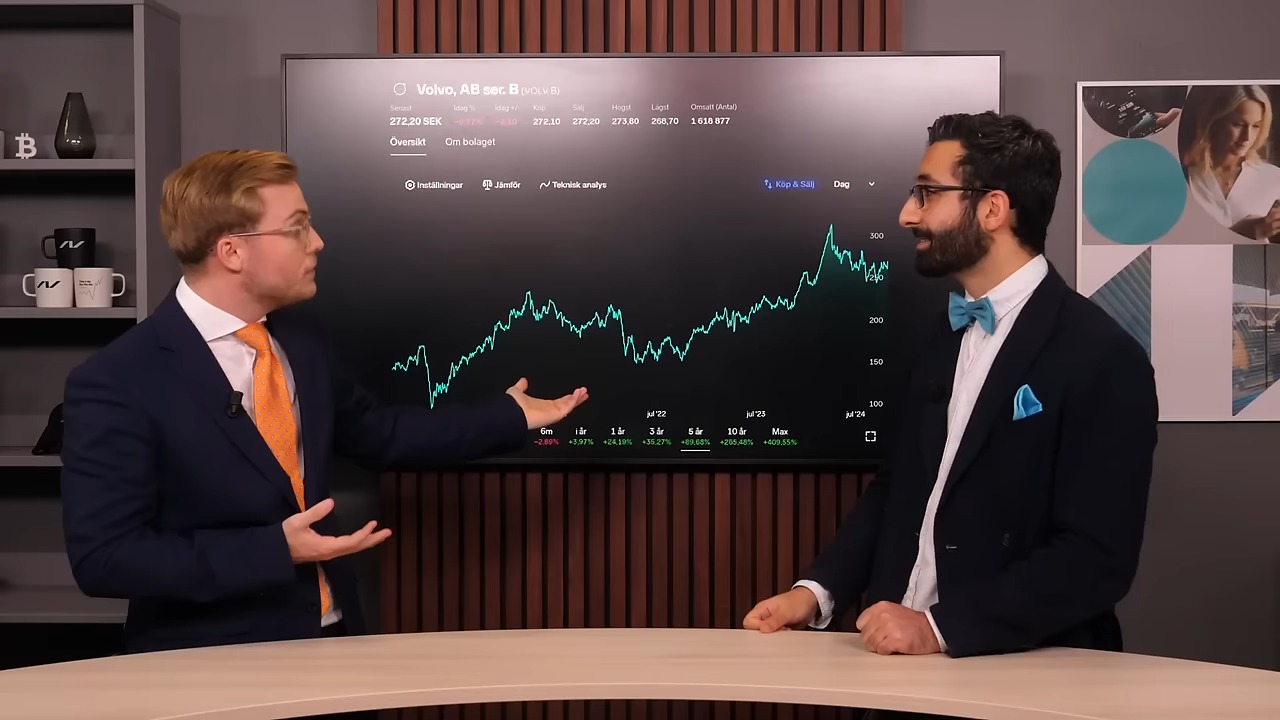 Volvo, AB ser. B (VOLV B)
Senast Idag % Idag +/- Köp Sälj Högst Lägst Omsatt (Antal)
272,20 SEK 272,10 272,20 273,60 268,70 1 618 877
Översikt Om bolaget
Inställningar Jämför Teknisk analys Köp & Sälj Dag
300
250
200
150
100
jul '22 jul '23 jul '24
6m i år 1 år 3 år 5 år 10 år Max
-2,89% +3,97% +24,19% +35,27% +89,68% +265,48% +409,55%